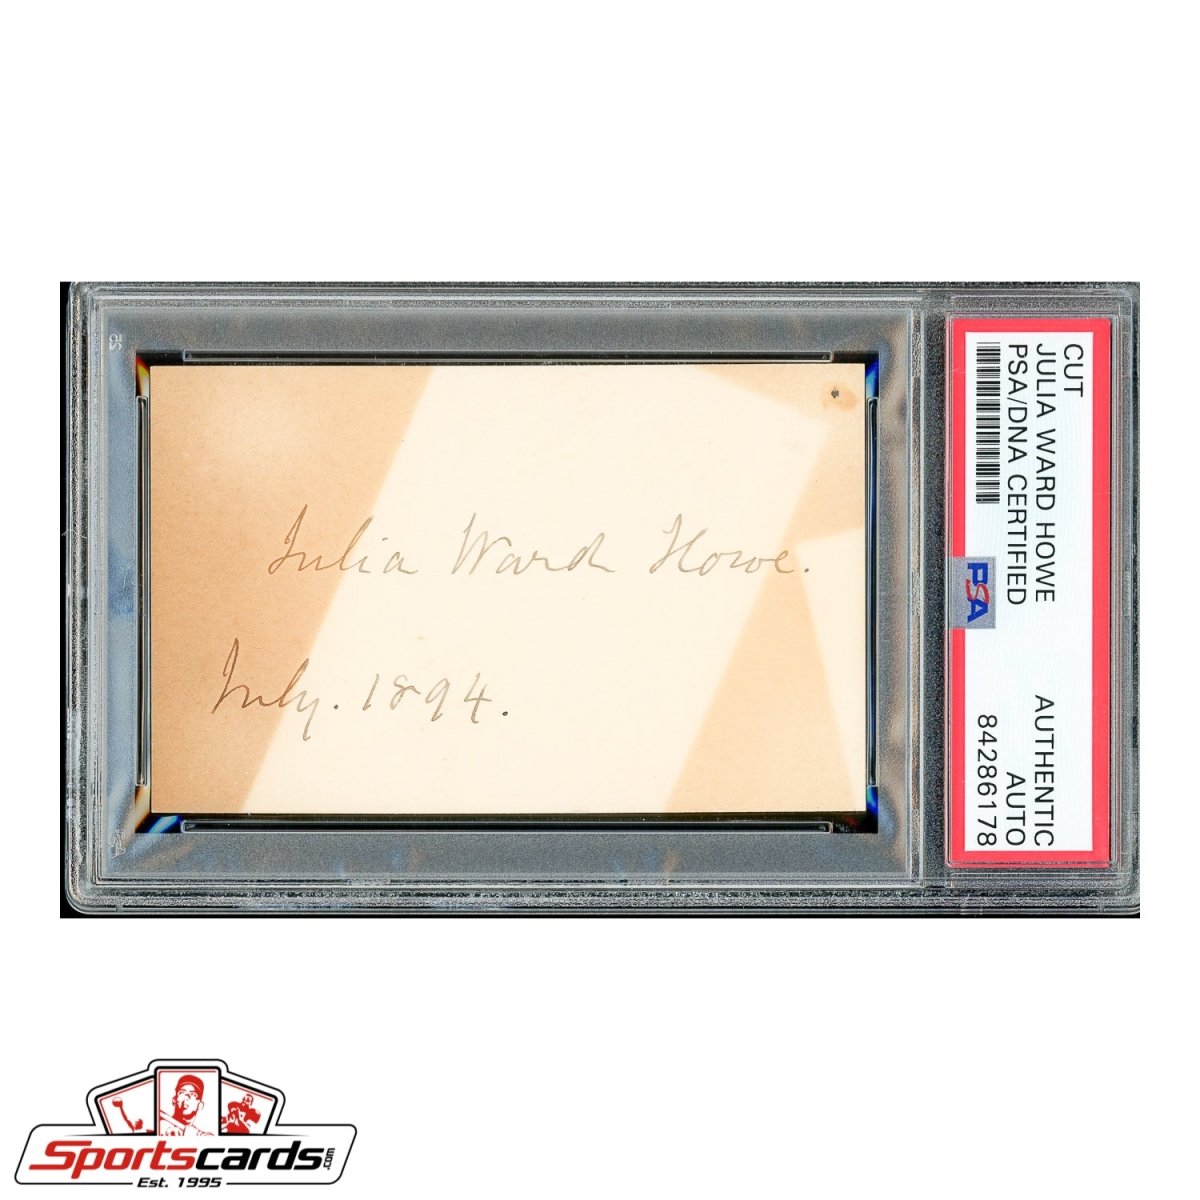 Julia Ward Howe.
July. 1894.
CUT
JULIA WARD HOWE
PSA/DNA CERTIFIED
AUTHENTIC
AUTO
84286178
PSA
Sportscards.com
Est. 1995